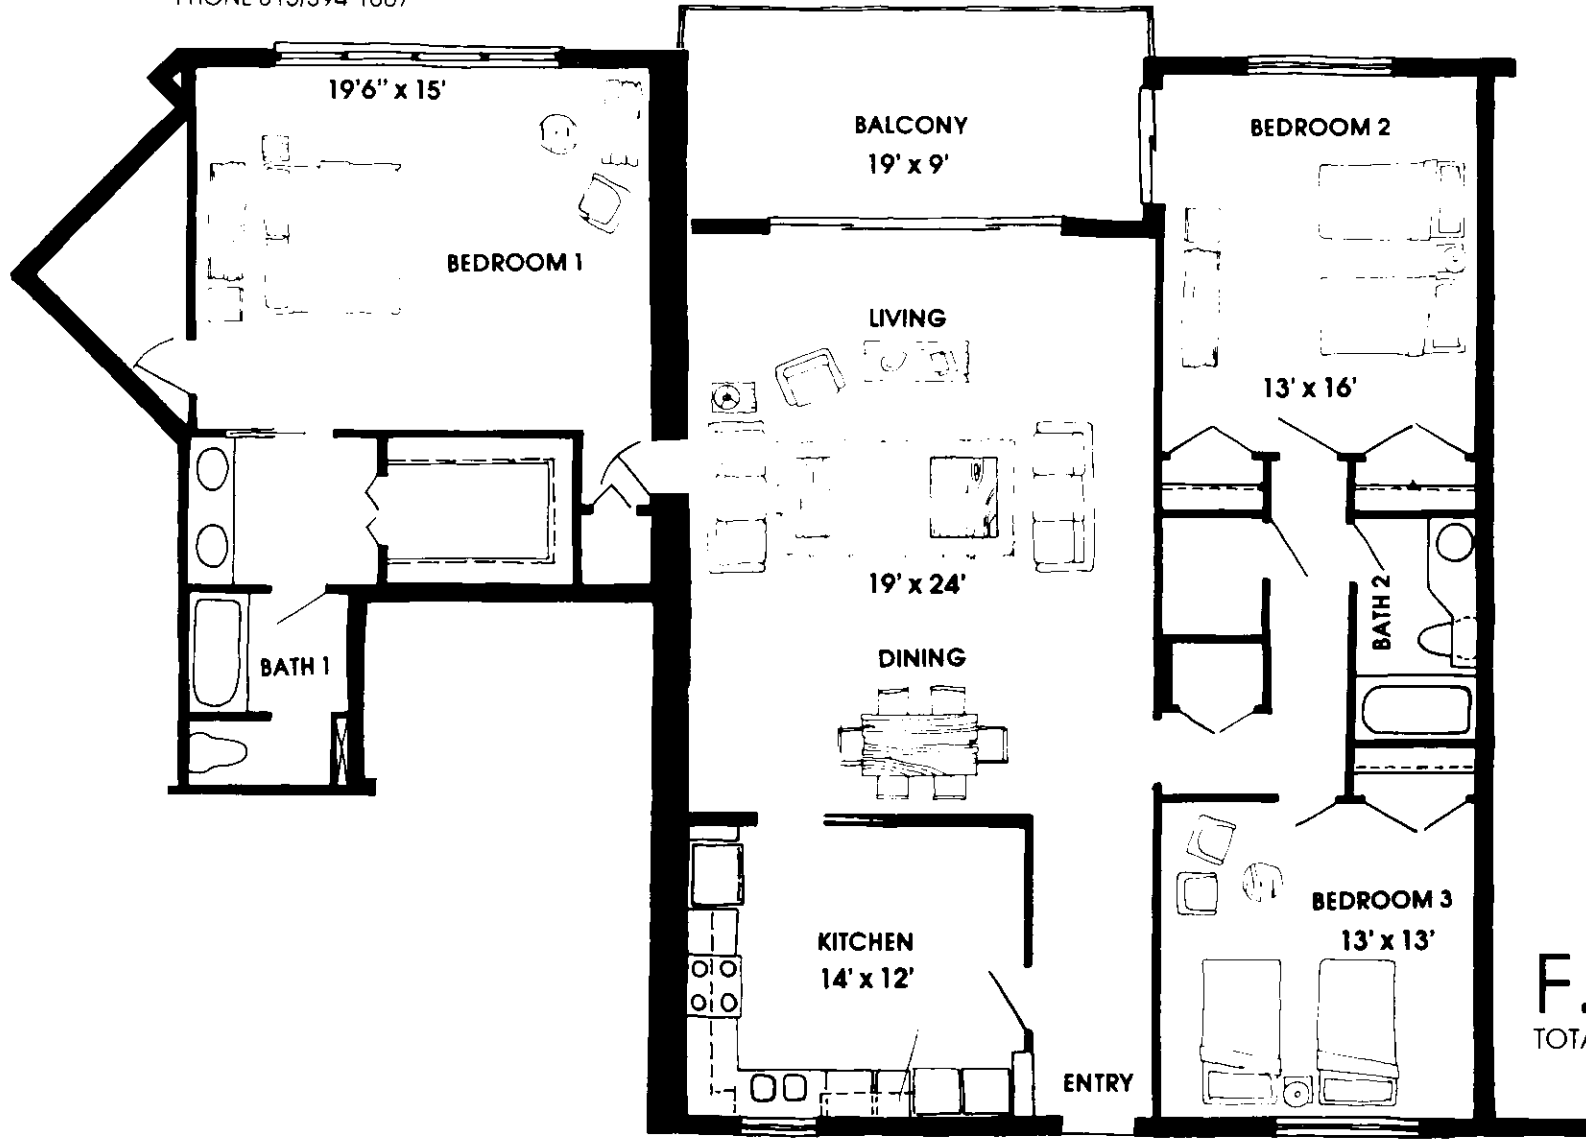 19'6" x 15'
BALCONY
19' x 9'
BEDROOM 2
BEDROOM 1
LIVING
13' x 16'
19' x 24'
BATH 2
DINING
BATH 1
BEDROOM 3
13' x 13'
KITCHEN
14' x 12'
ENTRY
F.